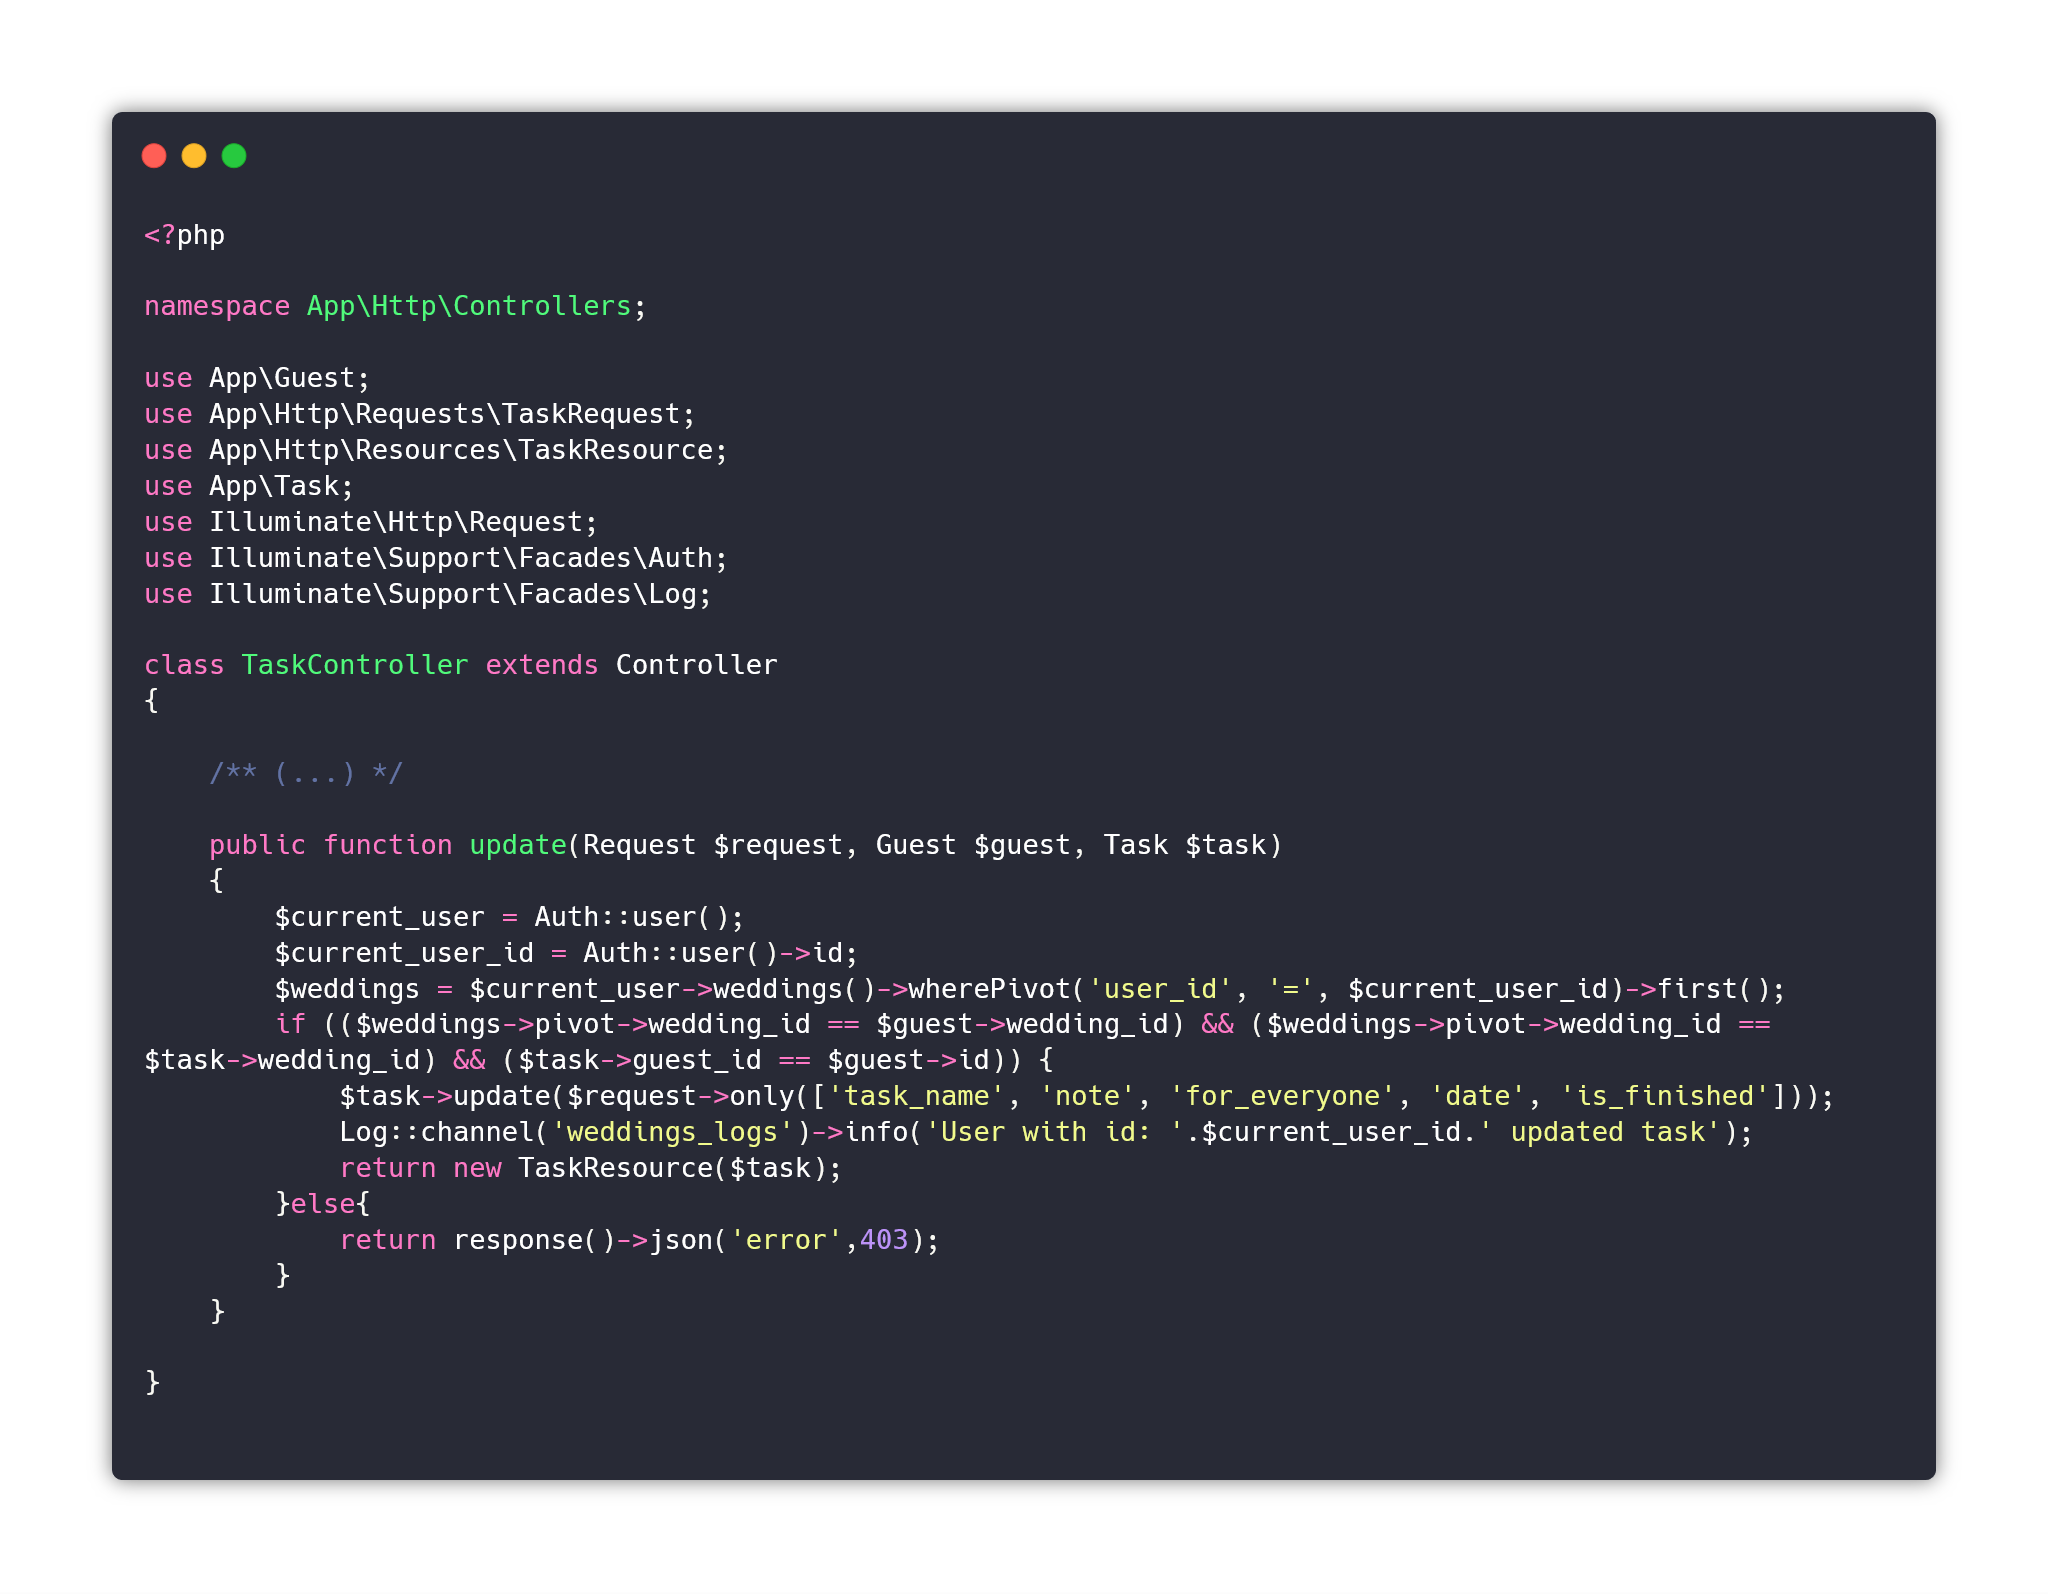 <?php

namespace App\Http\Controllers;

use App\Guest;
use App\Http\Requests\TaskRequest;
use App\Http\Resources\TaskResource;
use App\Task;
use Illuminate\Http\Request;
use Illuminate\Support\Facades\Auth;
use Illuminate\Support\Facades\Log;

class TaskController extends Controller
{

    /** (...) */

    public function update(Request $request, Guest $guest, Task $task)
    {
        $current_user = Auth::user();
        $current_user_id = Auth::user()->id;
        $weddings = $current_user->weddings()->wherePivot('user_id', '=', $current_user_id)->first();
        if (($weddings->pivot->wedding_id == $guest->wedding_id) && ($weddings->pivot->wedding_id ==
$task->wedding_id) && ($task->guest_id == $guest->id)) {
            $task->update($request->only(['task_name', 'note', 'for_everyone', 'date', 'is_finished']));
            Log::channel('weddings_logs')->info('User with id: '.$current_user_id.' updated task');
            return new TaskResource($task);
        }else{
            return response()->json('error',403);
        }
    }

}